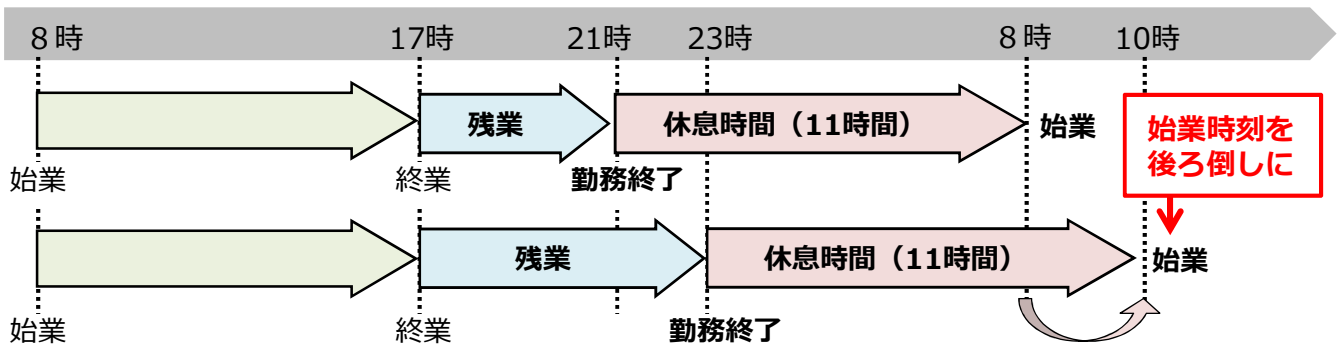 ８時 17時 21時 23時 ８時 10時
残業 休息時間（11時間） 始業
始業時刻を
後ろ倒しに
始業 終業 勤務終了
残業 休息時間（11時間） 始業
始業 終業 勤務終了